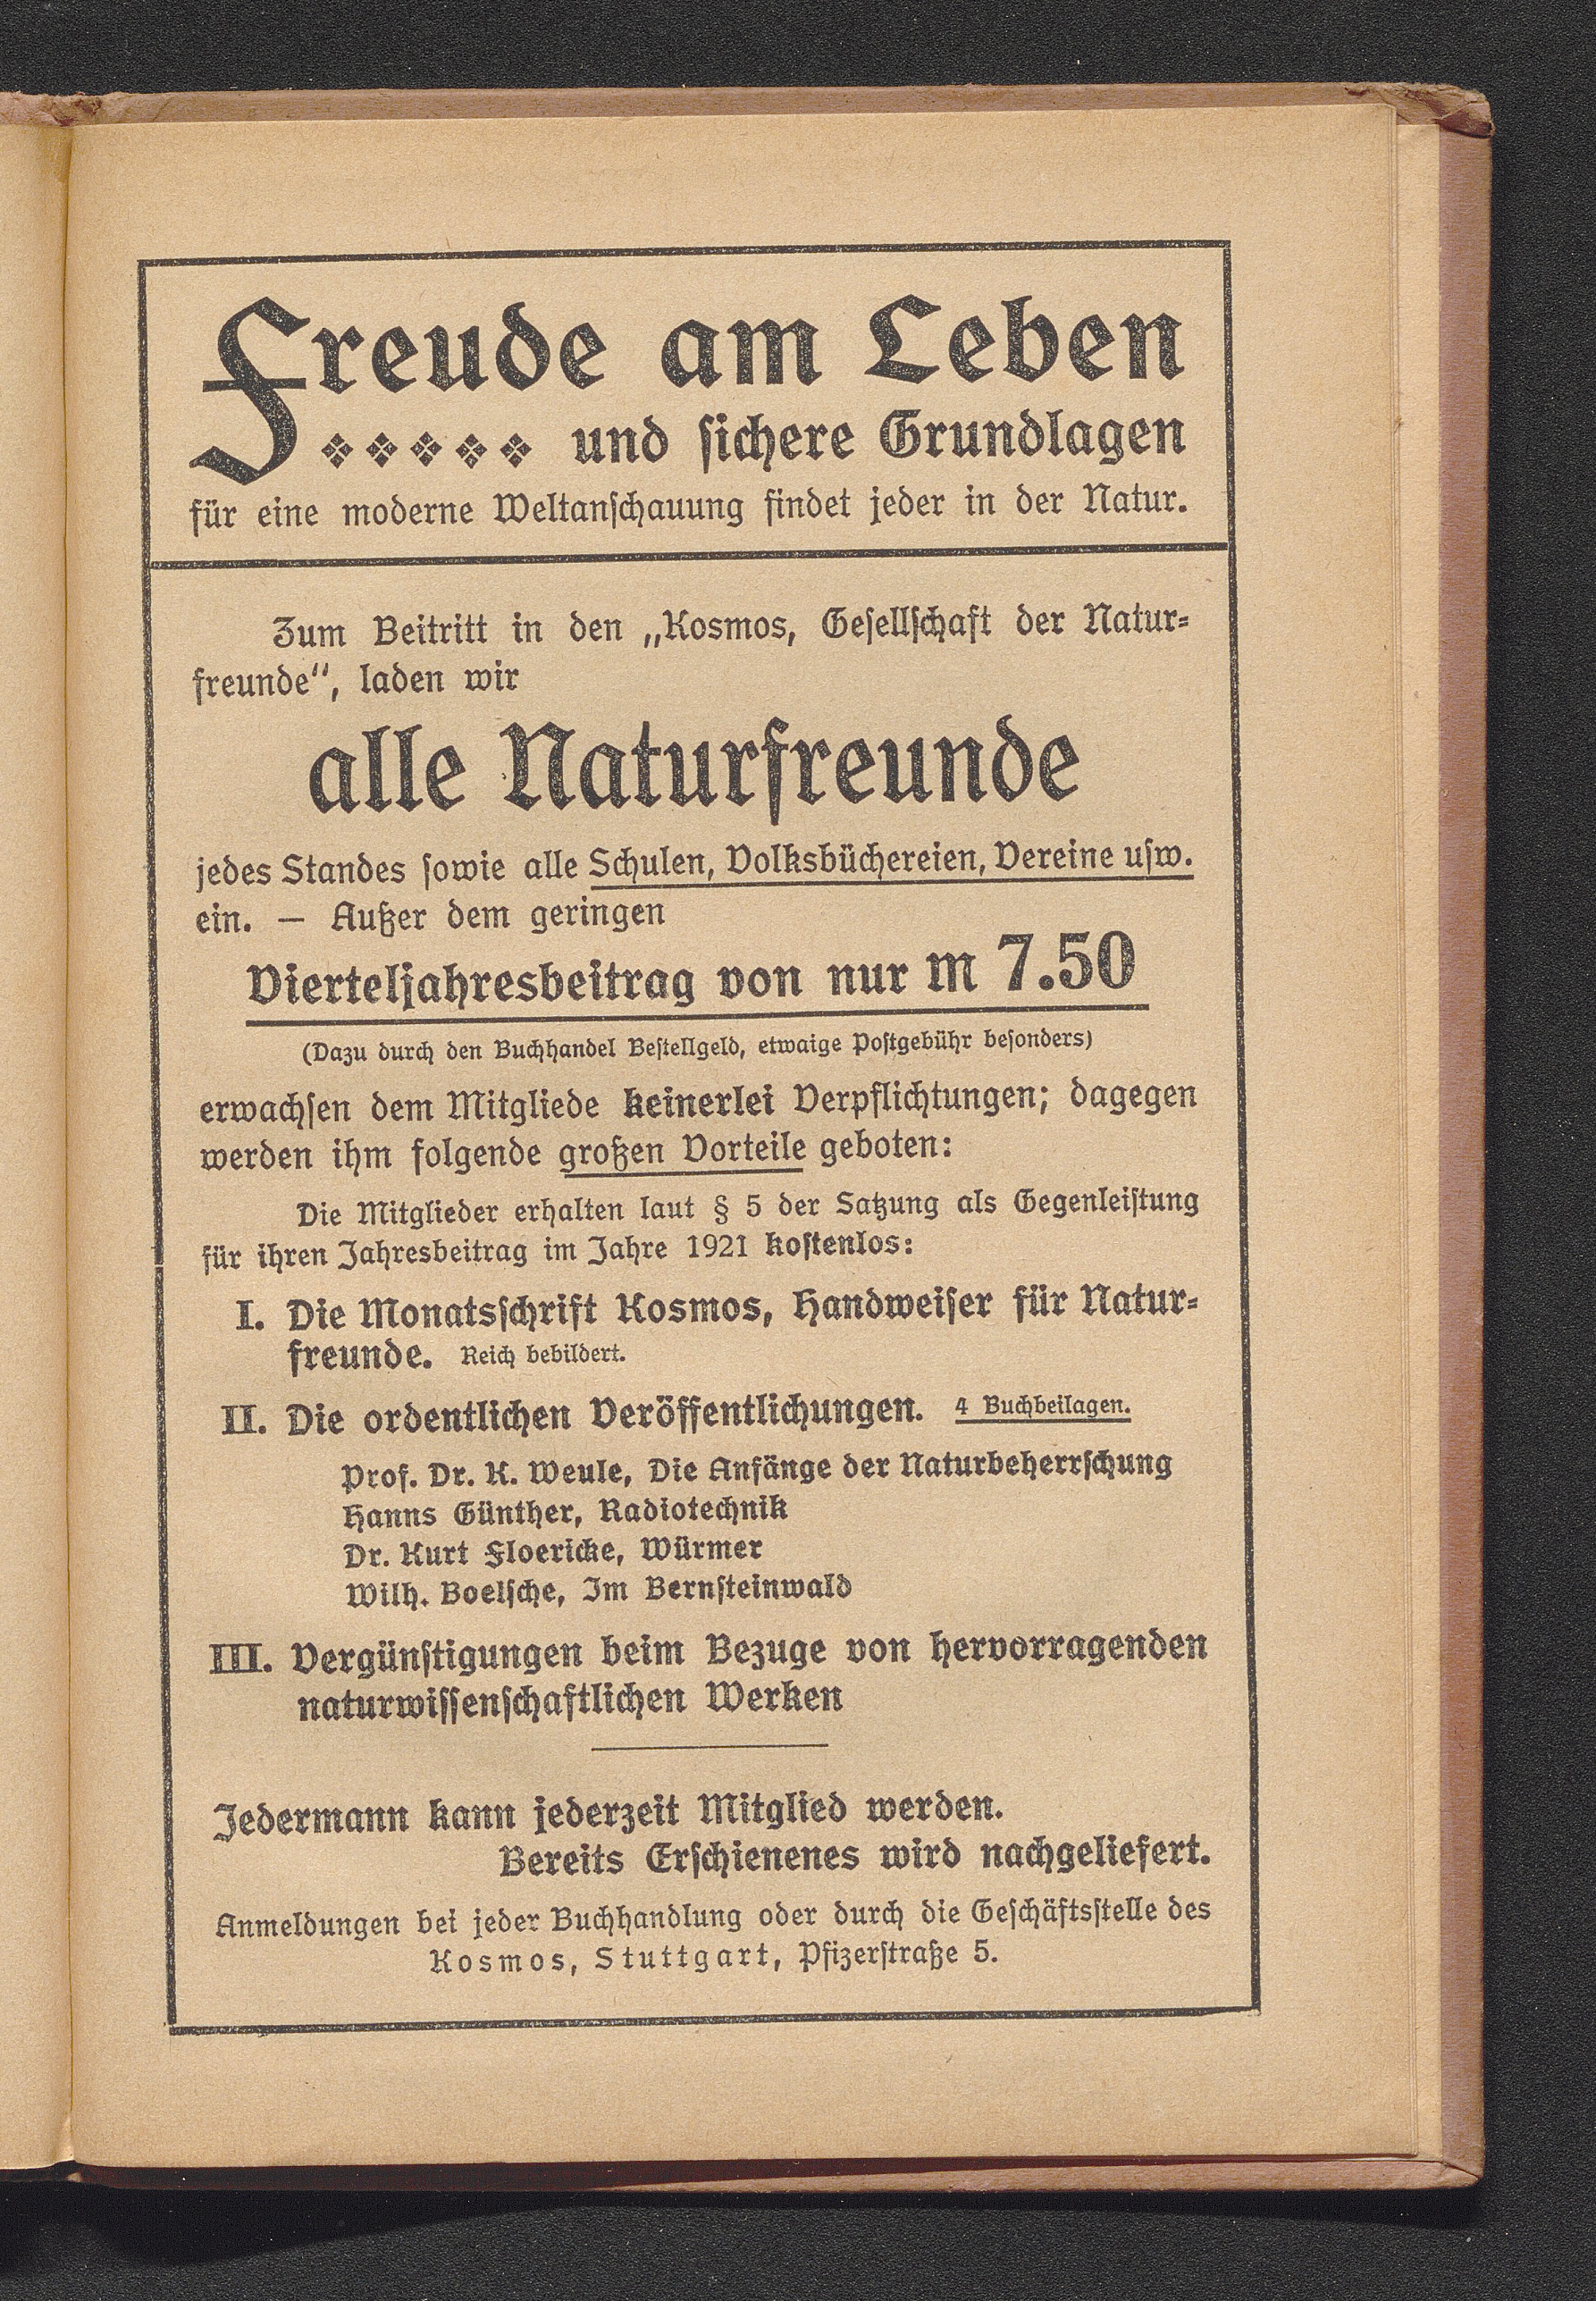 Freude am Leben
und sichere Grundlagen
für eine moderne Weltanschauung findet jeder in der Natur.
Zum Beitritt in den „Kosmos, Gesellschaft der Natur-
freunde“, laden wir
alle Naturfreunde
jedes Standes sowie alle Schulen, Volksbüchereien, Vereine usw.
ein. — Außer dem geringen
Vierteljahresbeitrag von nur M 7.50
(Dazu durch den Buchhandel Bestellgeld, etwaige Postgebühr besonders)
erwachsen dem Mitgliede keinerlei Verpflichtungen; dagegen
werden ihm folgende großen Vorteile geboten:
Die Mitglieder erhalten laut § 5 der Satzung als Gegenleistung
für ihren Jahresbeitrag im Jahre 1921 kostenlos:
I. Die Monatsschrift Kosmos, Handweiser für Natur-
freunde. Reich bebildert.
II. Die ordentlichen Veröffentlichungen. 4 Buchbeilagen.
Prof. Dr. K. Weule, Die Anfänge der Naturbeherrschung
Hanns Günther, Radiotechnik
Dr. Kurt Floericke, Würmer
Wilh. Boelsche, Im Bernsteinwald
III. Vergünstigungen beim Bezuge von hervorragenden
naturwissenschaftlichen Werken
Jedermann kann jederzeit Mitglied werden.
Bereits Erschienenes wird nachgeliefert.
Anmeldungen bei jeder Buchhandlung oder durch die Geschäftsstelle des
Kosmos, Stuttgart, Pfizerstraße 5.